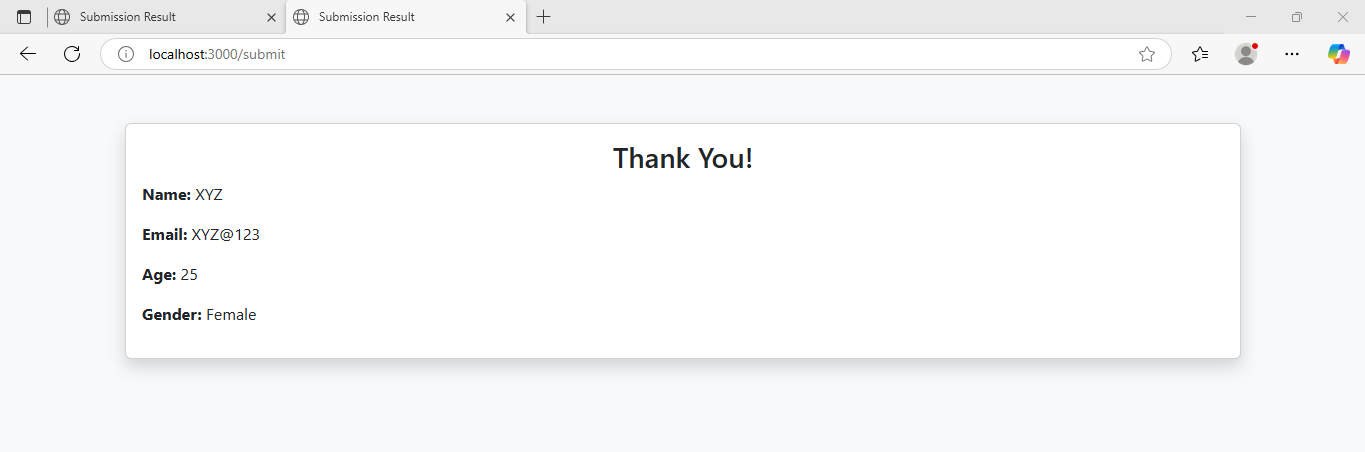 Submission Result
Submission Result
localhost:3000/submit
Thank You!
Name: XYZ
Email: XYZ@123
Age: 25
Gender: Female